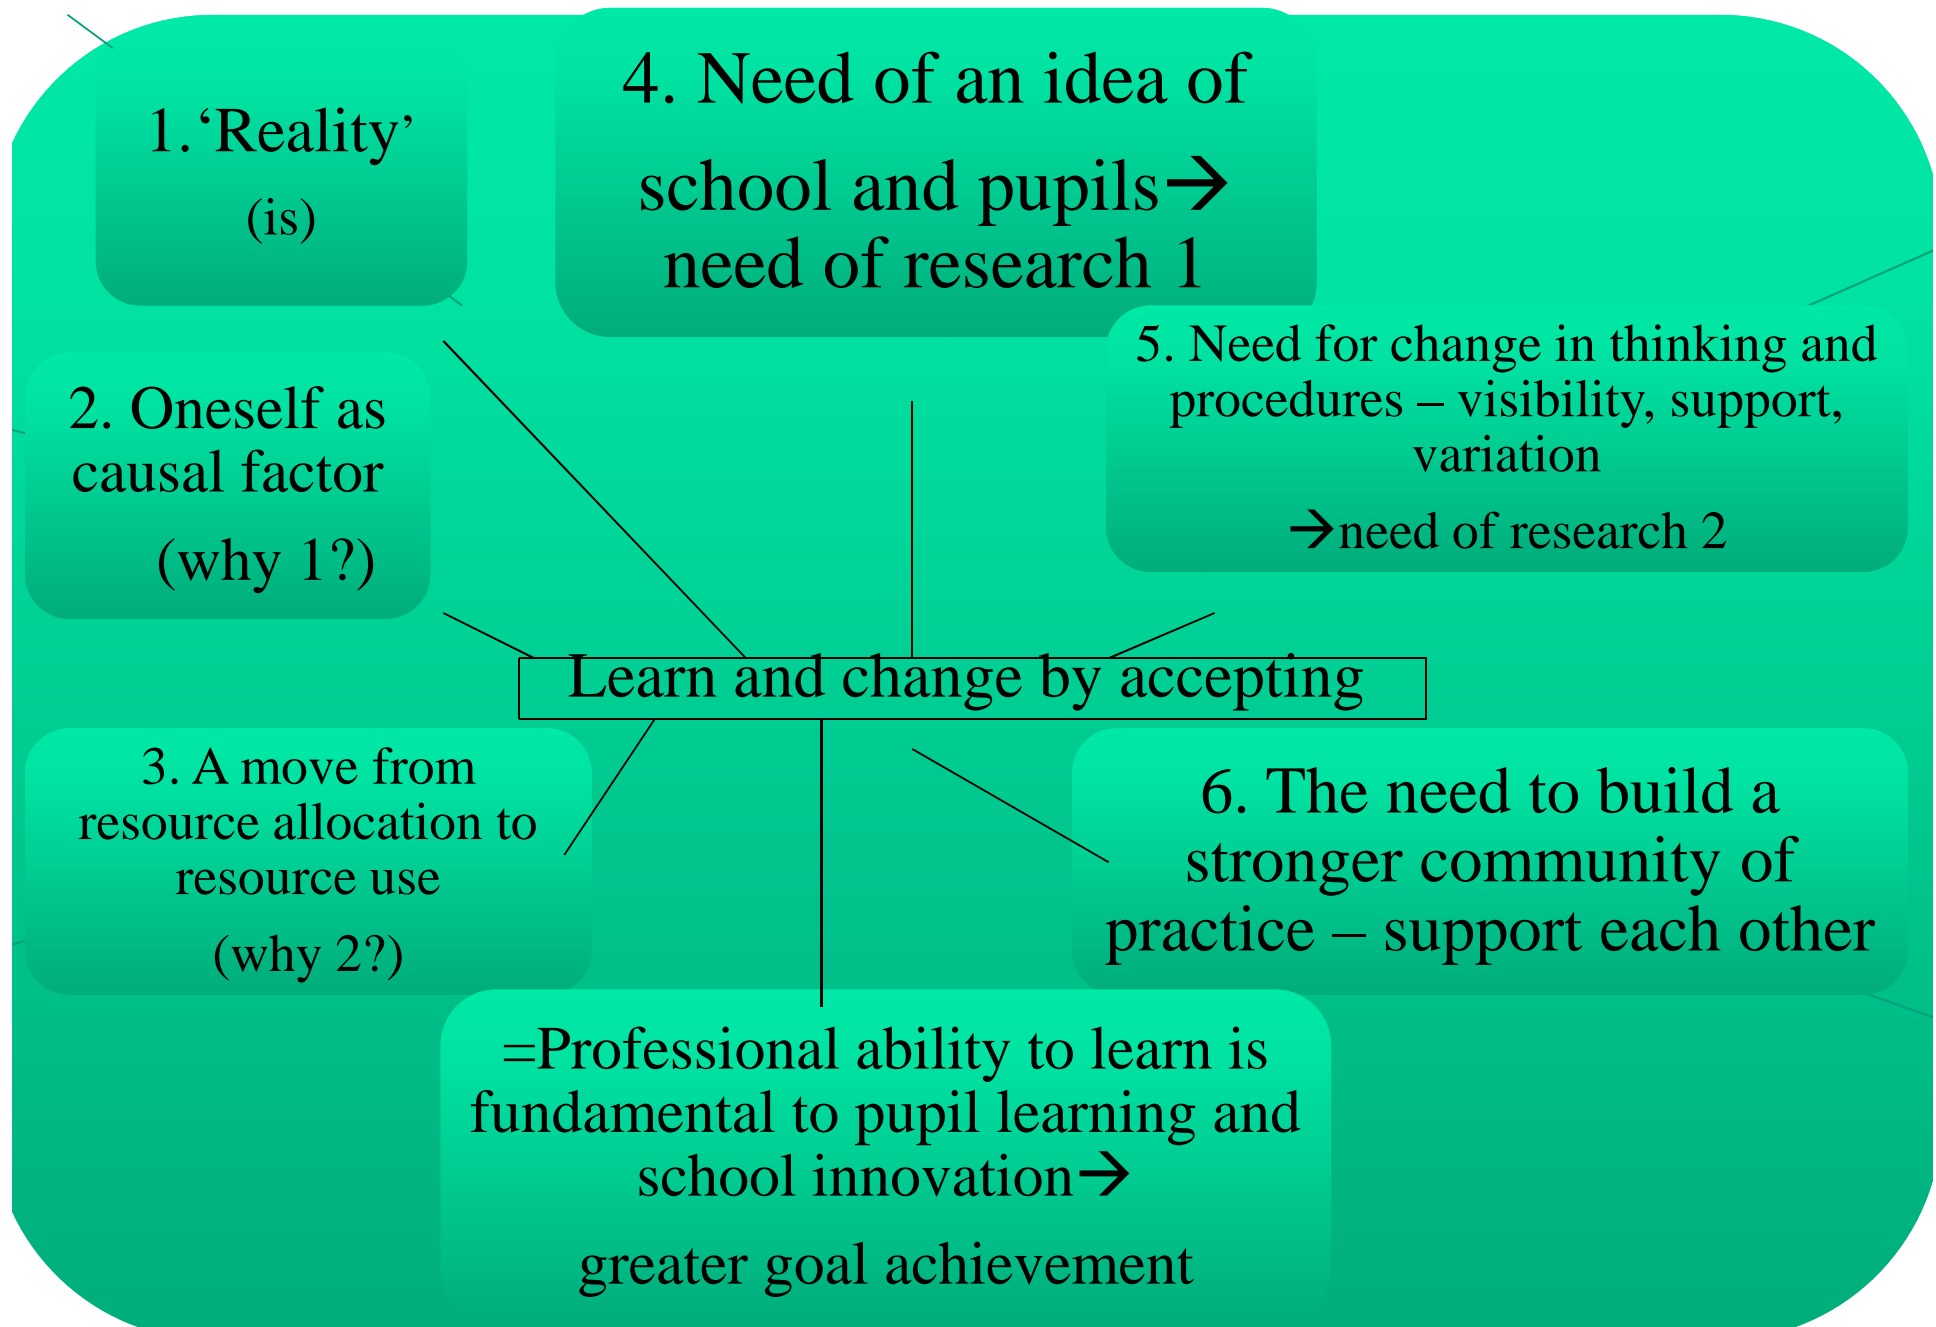 1.‘Reality’
(is)
4. Need of an idea of
school and pupils→
need of research 1
2. Oneself as
causal factor
(why 1?)
5. Need for change in thinking and
procedures – visibility, support,
variation
→need of research 2
Learn and change by accepting
3. A move from
resource allocation to
resource use
(why 2?)
6. The need to build a
stronger community of
practice – support each other
=Professional ability to learn is
fundamental to pupil learning and
school innovation→
greater goal achievement